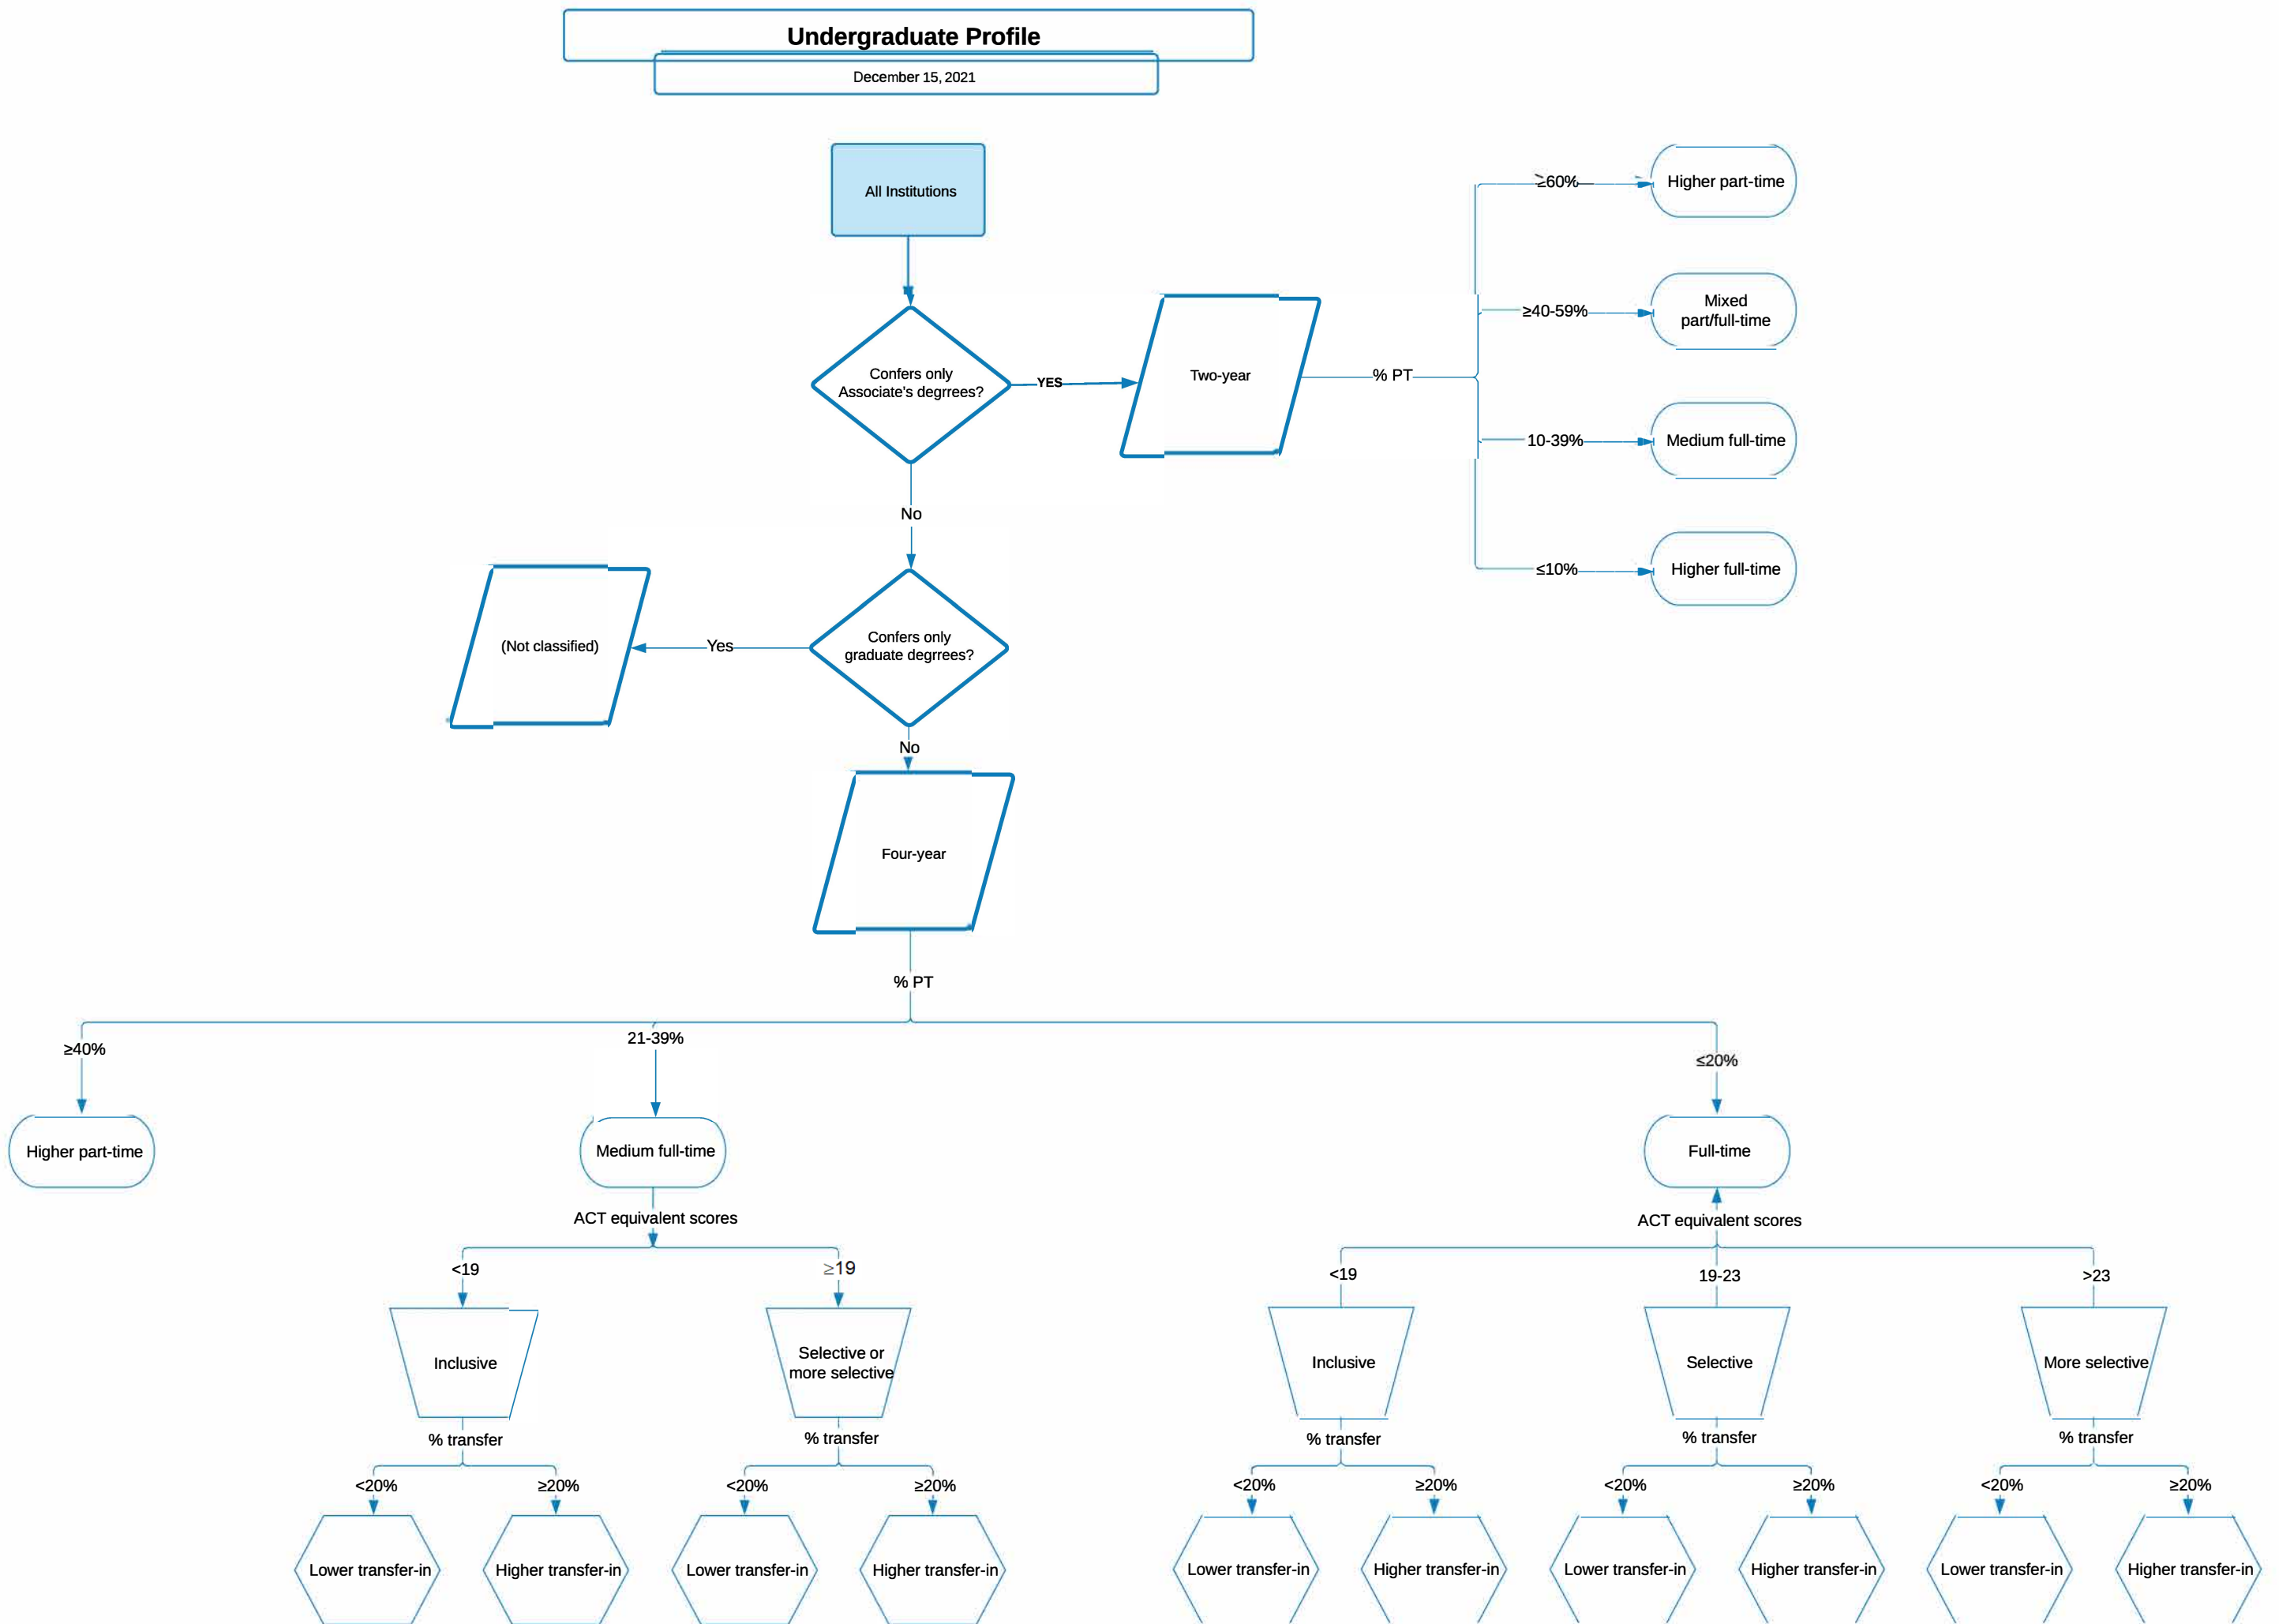 Undergraduate Profile
December 15, 2021
All Institutions
≥60%
Higher part-time
Confers only
Associate's degrrees?
YES
Two-year
% PT
≥40-59%
Mixed
part/full-time
10-39%
Medium full-time
≤10%
Higher full-time
No
Confers only
graduate degrrees?
Yes
(Not classified)
No
Four-year
% PT
≥40%
21-39%
≤20%
Higher part-time
Medium full-time
Full-time
ACT equivalent scores
ACT equivalent scores
<19
≥19
<19
19-23
>23
Inclusive
Selective or
more selective
Inclusive
Selective
More selective
% transfer
% transfer
% transfer
% transfer
% transfer
<20%
≥20%
<20%
≥20%
<20%
≥20%
<20%
≥20%
<20%
≥20%
Lower transfer-in
Higher transfer-in
Lower transfer-in
Higher transfer-in
Lower transfer-in
Higher transfer-in
Lower transfer-in
Higher transfer-in
Lower transfer-in
Higher transfer-in